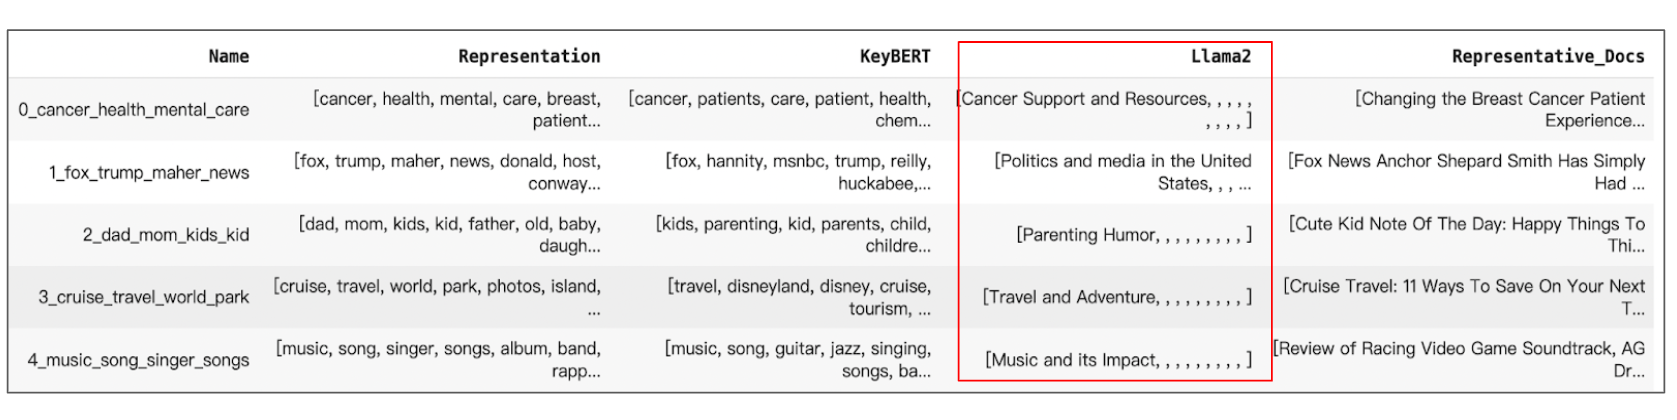 Name Representation KeyBERT Llama2 Representative_Docs
0_cancer_health_mental_care [cancer, health, mental, care, breast, patient... [cancer, patients, care, patient, health, chem... [Cancer Support and Resources, , , , , , , , , ] [Changing the Breast Cancer Patient Experience...
1_fox_trump_maher_news [fox, trump, maher, news, donald, host, conway... [fox, hannity, msnbc, trump, reilly, huckabee,... [Politics and media in the United States, , , ... [Fox News Anchor Shepard Smith Has Simply Had ...
2_dad_mom_kids_kid [dad, mom, kids, kid, father, old, baby, daugh... [kids, parenting, kid, parents, child, childre... [Parenting Humor, , , , , , , , , ] [Cute Kid Note Of The Day: Happy Things To Thi...
3_cruise_travel_world_park [cruise, travel, world, park, photos, island, ... [travel, disneyland, disney, cruise, tourism, ... [Travel and Adventure, , , , , , , , , ] [Cruise Travel: 11 Ways To Save On Your Next T...
4_music_song_singer_songs [music, song, singer, songs, album, band, rapp... [music, song, guitar, jazz, singing, songs, ba... [Music and its Impact, , , , , , , , , ] [Review of Racing Video Game Soundtrack, AG Dr...